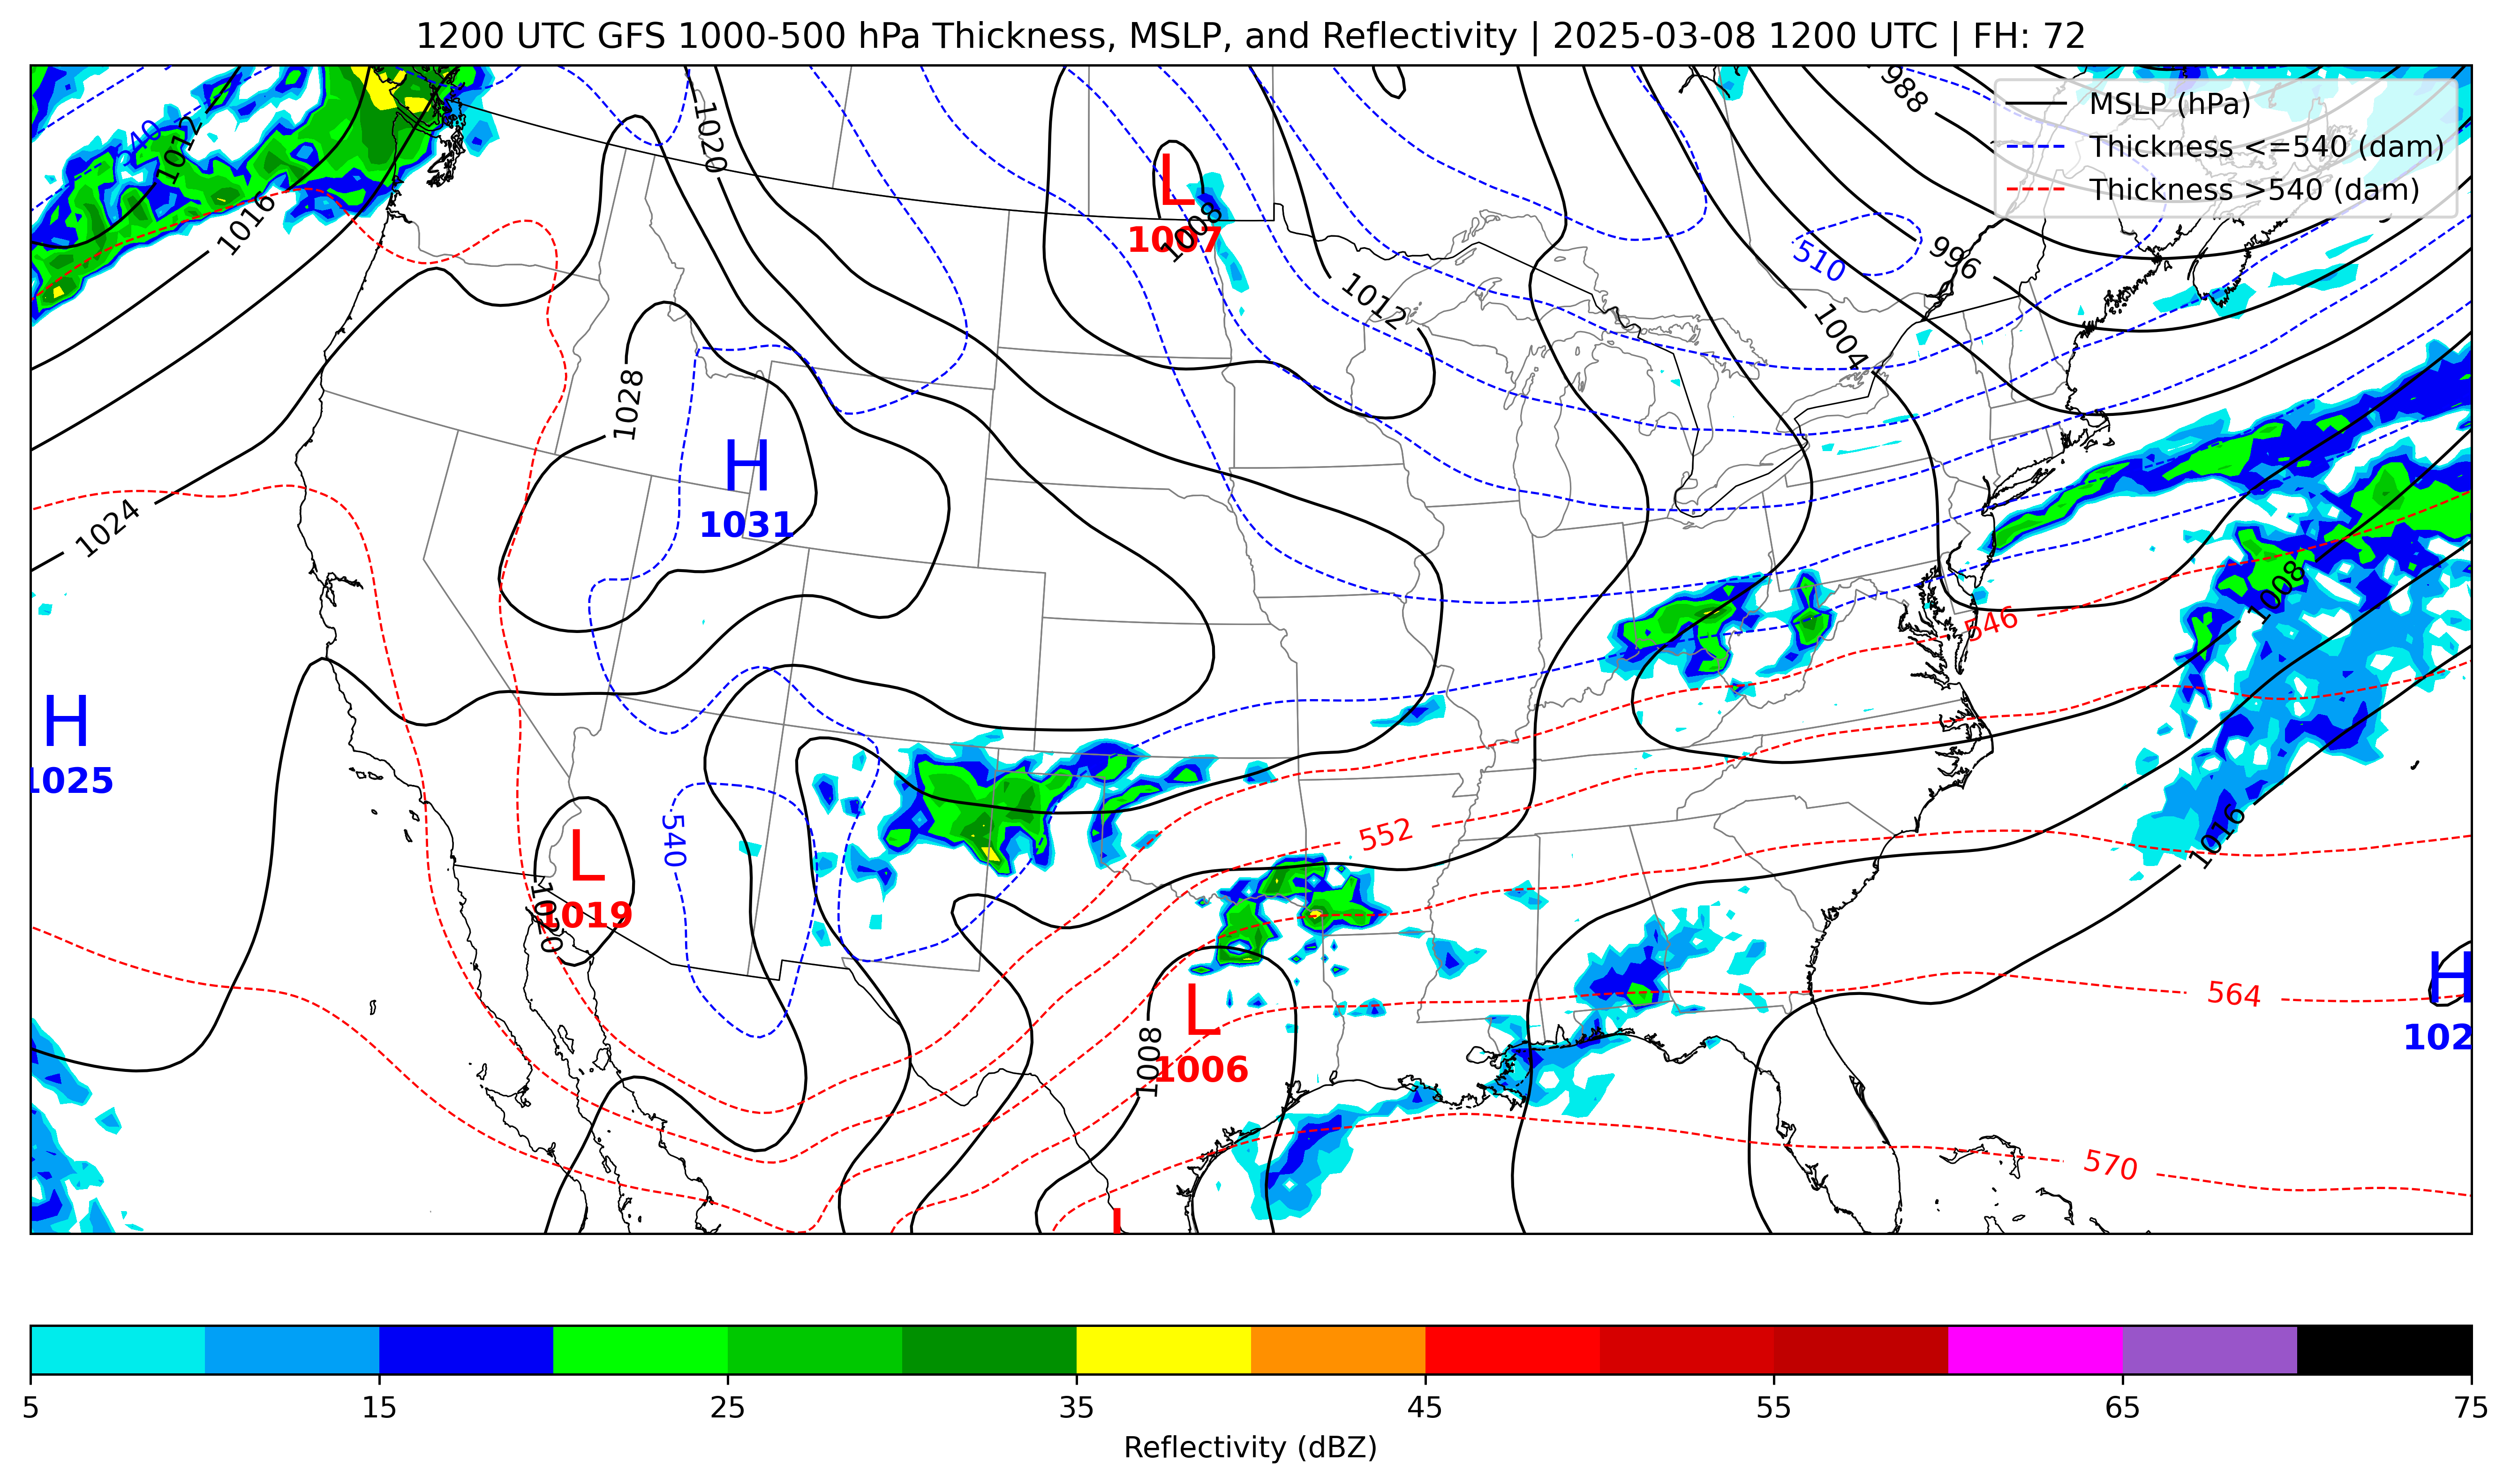 1200 UTC GFS 1000-500 hPa Thickness, MSLP, and Reflectivity | 2025-03-08 1200 UTC | FH: 72
MSLP (hPa)
Thickness <=540 (dam)
Thickness >540 (dam)
988
540
1012
1020
L
1007
1008
1016
510
996
1012
1004
1028
H
1031
1024
546
1008
H
1025
540
552
L
1019
1020
1016
L
1006
1008
564
H
102
570
L
5
15
25
35
45
55
65
75
Reflectivity (dBZ)